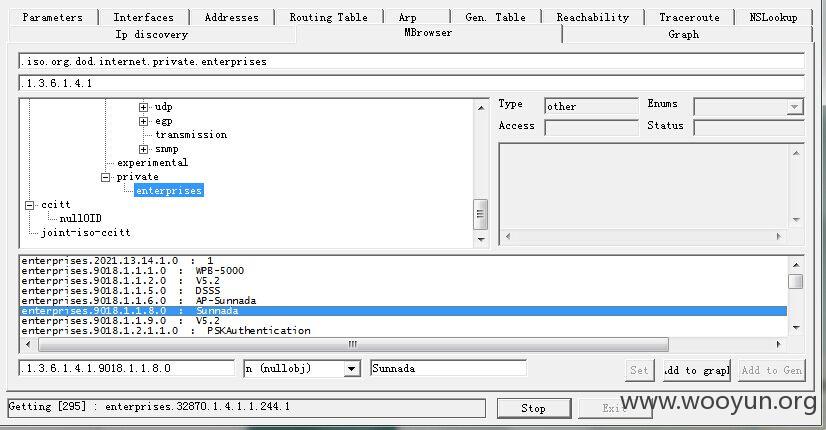 Parameters Interfaces Addresses Routing Table Arp Gen. Table Reachability Traceroute NSLookup
Ip discovery MBrowser Graph
.iso.org.dod.internet.private.enterprises
.1.3.6.1.4.1
udp
egp
transmission
snmp
experimental
private
enterprises
ccitt
nullOID
joint-iso-ccitt
Type other Enums
Access Status
enterprises.2021.13.14.1.0 : 1
enterprises.9018.1.1.1.0 : WPB-5000
enterprises.9018.1.1.2.0 : V5.2
enterprises.9018.1.1.5.0 : DSSS
enterprises.9018.1.1.6.0 : AP-Sunnada
enterprises.9018.1.1.8.0 : Sunnada
enterprises.9018.1.1.9.0 : V5.2
enterprises.9018.1.2.1.1.0 : PSKAuthentication
.1.3.6.1.4.1.9018.1.1.8.0 n (nullobj) Sunnada Set Add to grapl Add to Gen
Getting [295] : enterprises.32870.1.4.1.1.244.1 Stop Exit
www.wooyun.org